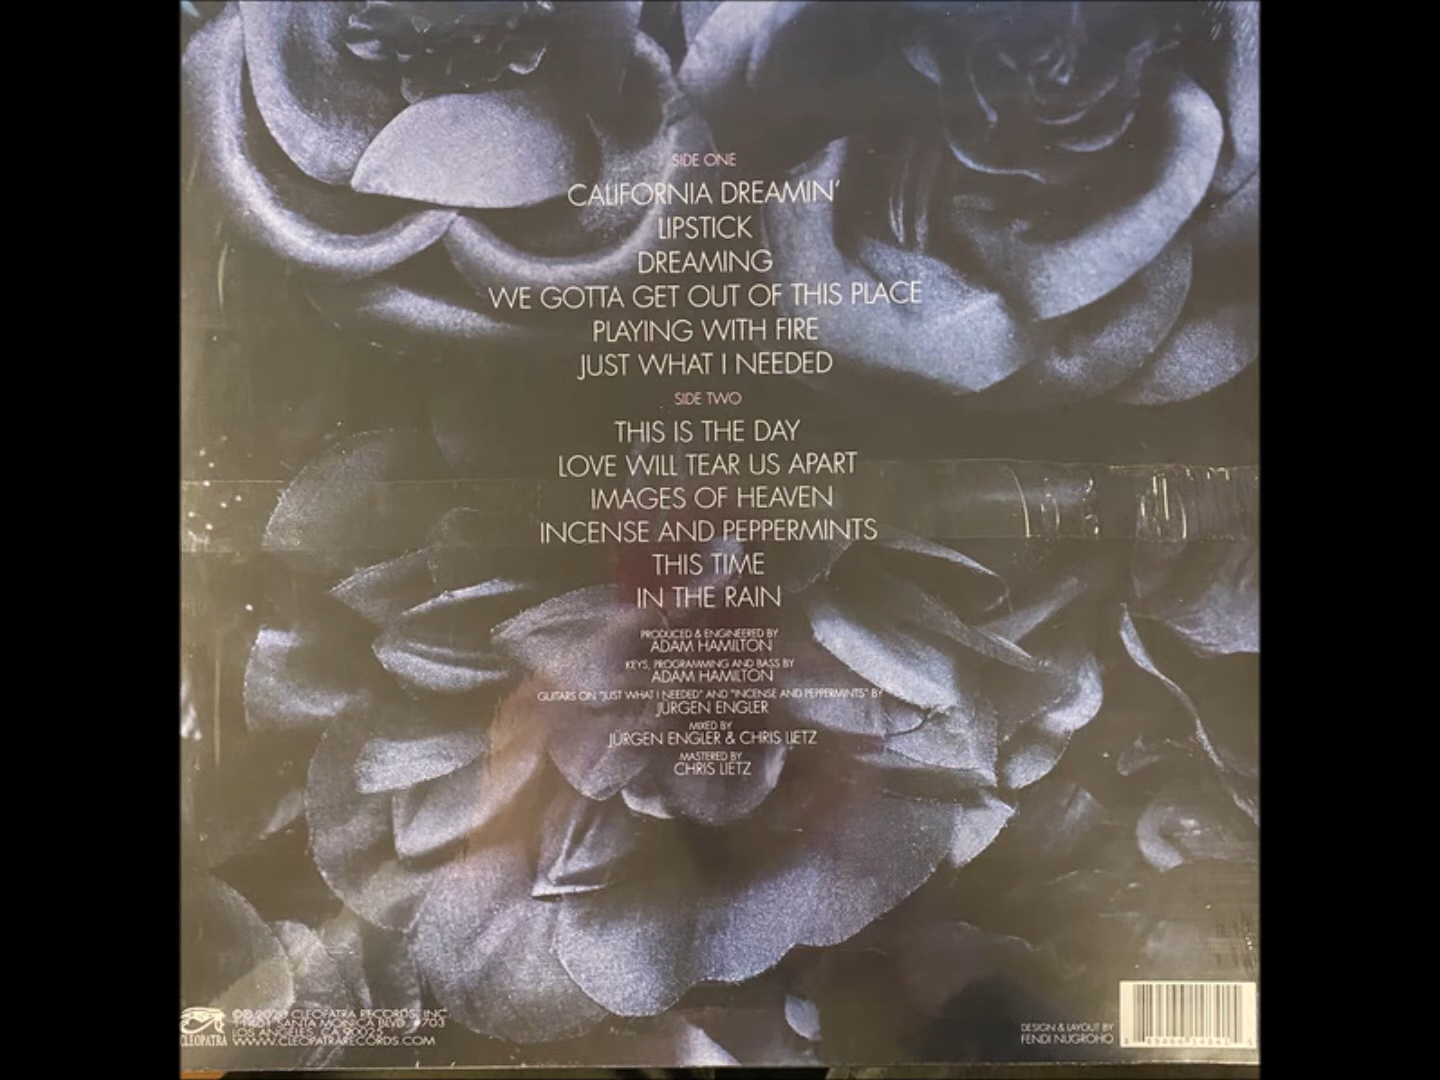 SIDE ONE
CALIFORNIA DREAMIN'
LIPSTICK
DREAMING
WE GOTTA GET OUT OF THIS PLACE
PLAYING WITH FIRE
JUST WHAT I NEEDED
SIDE TWO
THIS IS THE DAY
LOVE WILL TEAR US APART
IMAGES OF HEAVEN
INCENSE AND PEPPERMINTS
THIS TIME
IN THE RAIN
PRODUCED & ENGINEERED BY
ADAM HAMILTON
KEYS, PROGRAMMING AND BASS BY
ADAM HAMILTON
GUITARS ON "JUST WHAT I NEEDED" AND "INCENSE AND PEPPERMINTS" BY
JÜRGEN ENGLER
MIXED BY
JÜRGEN ENGLER & CHRIS LIETZ
MASTERED BY
CHRIS LIETZ
CLEOPATRA RECORDS, INC
SANTA MONICA BLVD.
LOS ANGELES, CA 90025
WWW.CLEOPATRARECORDS.COM
CLEOPATRA
DESIGN & LAYOUT BY
FENDI NUGROHO